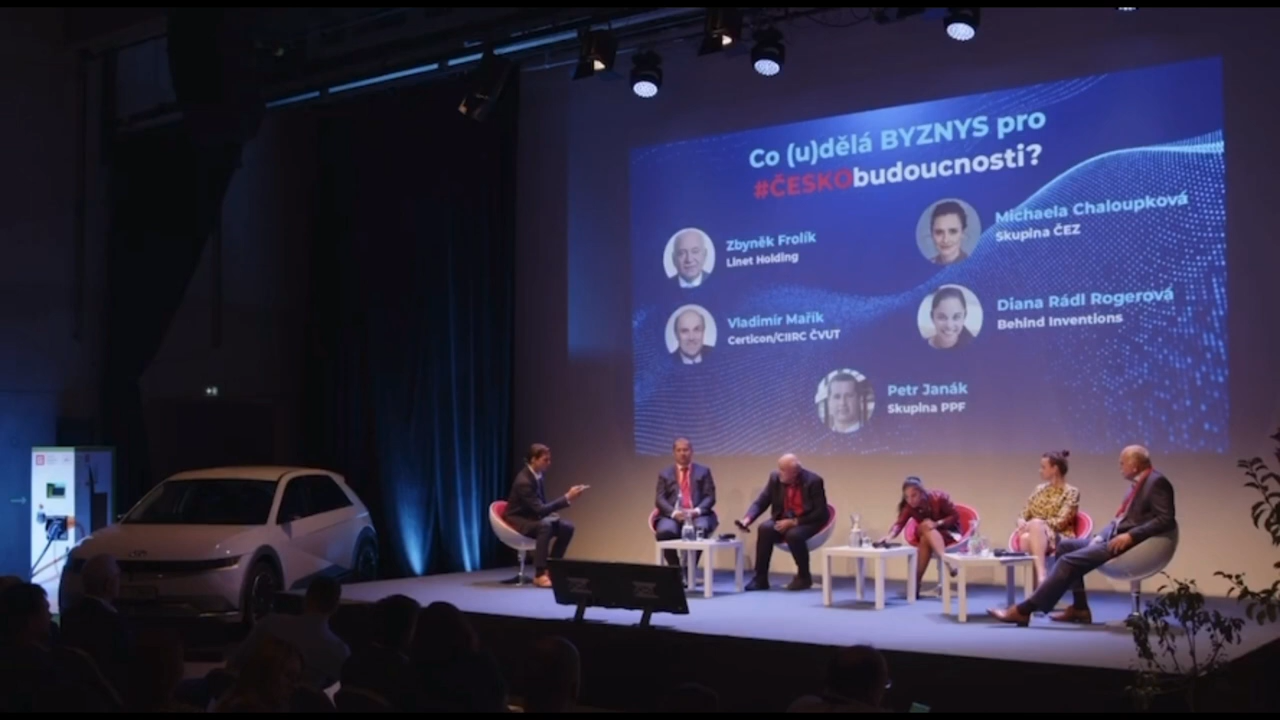 Co (u)dělá BYZNYS pro
#ČESKObudoucnosti?
Zbyněk Frolík
Linet Holding
Michaela Chaloupková
Skupina ČEZ
Vladimír Mařík
Certicon/CIIRC ČVUT
Diana Rádl Rogerová
Behind Inventions
Petr Janák
Skupina PPF